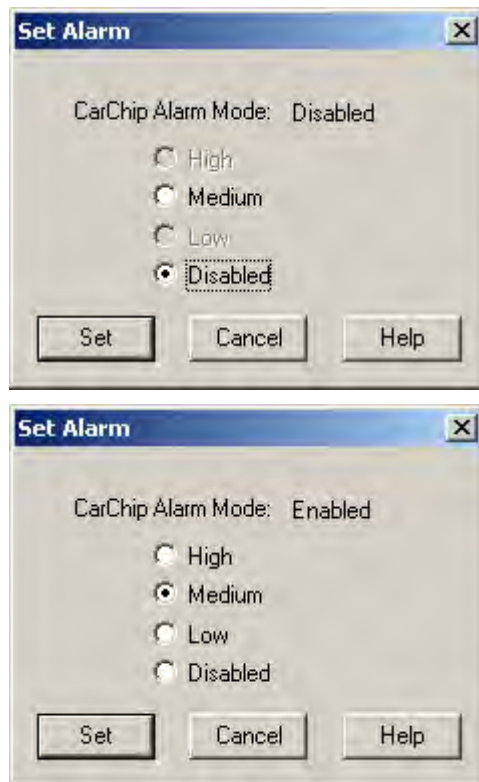 Set Alarm
CarChip Alarm Mode: Disabled
High
Medium
Low
Disabled
Set Cancel Help
Set Alarm
CarChip Alarm Mode: Enabled
High
Medium
Low
Disabled
Set Cancel Help